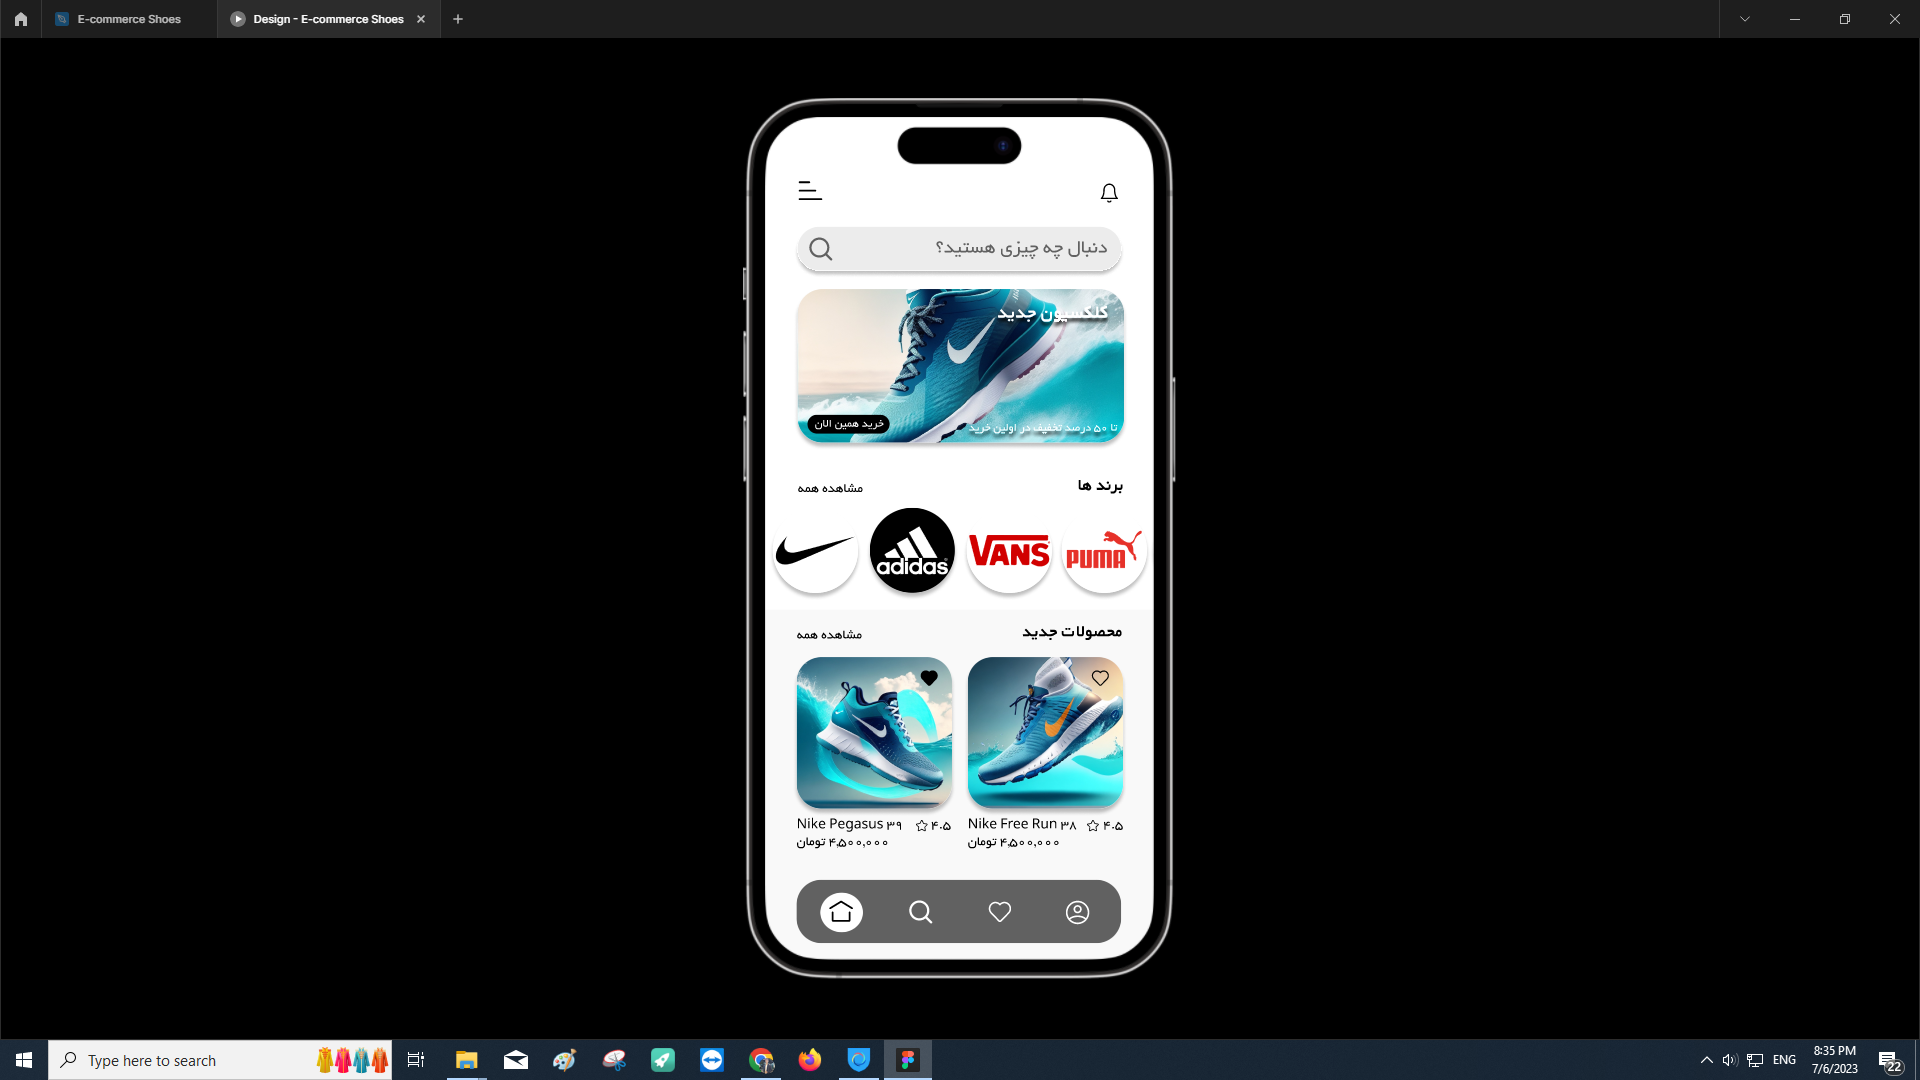 E-commerce Shoes
Design - E-commerce Shoes
دنبال چه چیزی هستید؟
کلکسیون جدید
خرید همین الان
تا ۵۰ درصد تخفیف در اولین خرید
برند ها
مشاهده همه
adidas
VANS
PUMA
محصولات جدید
مشاهده همه
Nike Pegasus ۳۹
۴.۵
۴,۵۰۰,۰۰۰ تومان
Nike Free Run ۳۸
۴.۵
۴,۵۰۰,۰۰۰ تومان
Type here to search
ENG
8:35 PM
7/6/2023
22